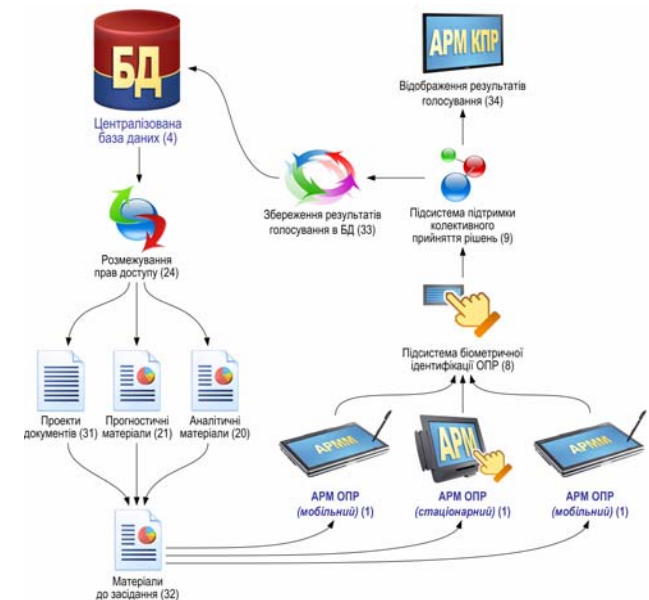 БД
Централізована
база даних (4)
АРМ КПР
Відображення результатів
голосування (34)
Збереження результатів
голосування в БД (33)
Підсистема підтримки
колективного
прийняття рішень (9)
Розмежування
прав доступу (24)
Підсистема біометричної
ідентифікації ОПР (8)
Проекти
документів (31)
Прогностичні
матеріали (21)
Аналітичні
матеріали (20)
АРММ
АРМ
АРММ
АРМ ОПР
(мобільний) (1)
АРМ ОПР
(стаціонарний) (1)
АРМ ОПР
(мобільний) (1)
Матеріали
до засідання (32)